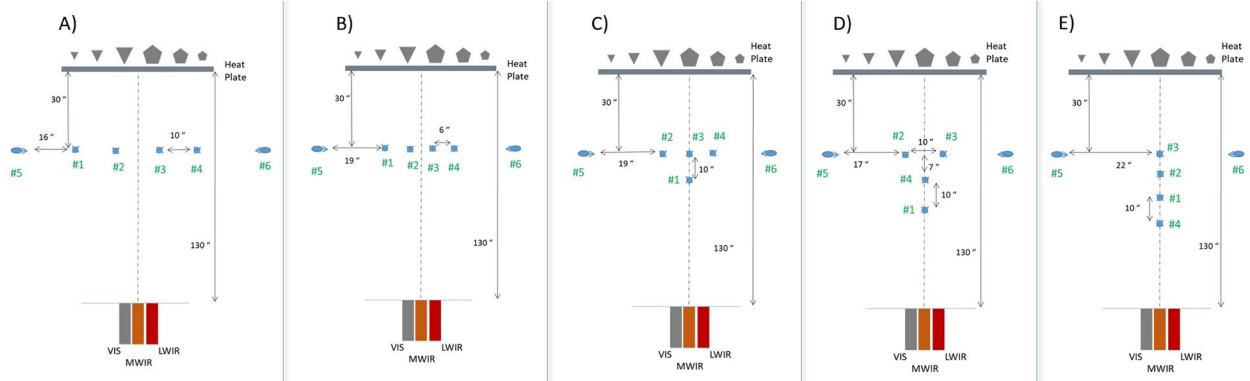 A)
Heat
Plate
30 "
16 "
10 "
#1
#2
#3
#4
#5
#6
130 "
VIS
LWIR
MWIR
B)
Heat
Plate
30 "
6 "
19 "
#1
#2
#3
#4
#5
#6
130 "
VIS
LWIR
MWIR
C)
Heat
Plate
30 "
#2
#3
#4
19 "
#5
#6
#1
10 "
130 "
VIS
LWIR
MWIR
D)
Heat
Plate
30 "
#2
10 "
#3
17 "
7 "
#5
#6
#4
10 "
#1
130 "
VIS
LWIR
MWIR
E)
Heat
Plate
30 "
#3
22 "
#5
#6
#2
#1
10 "
#4
130 "
VIS
LWIR
MWIR